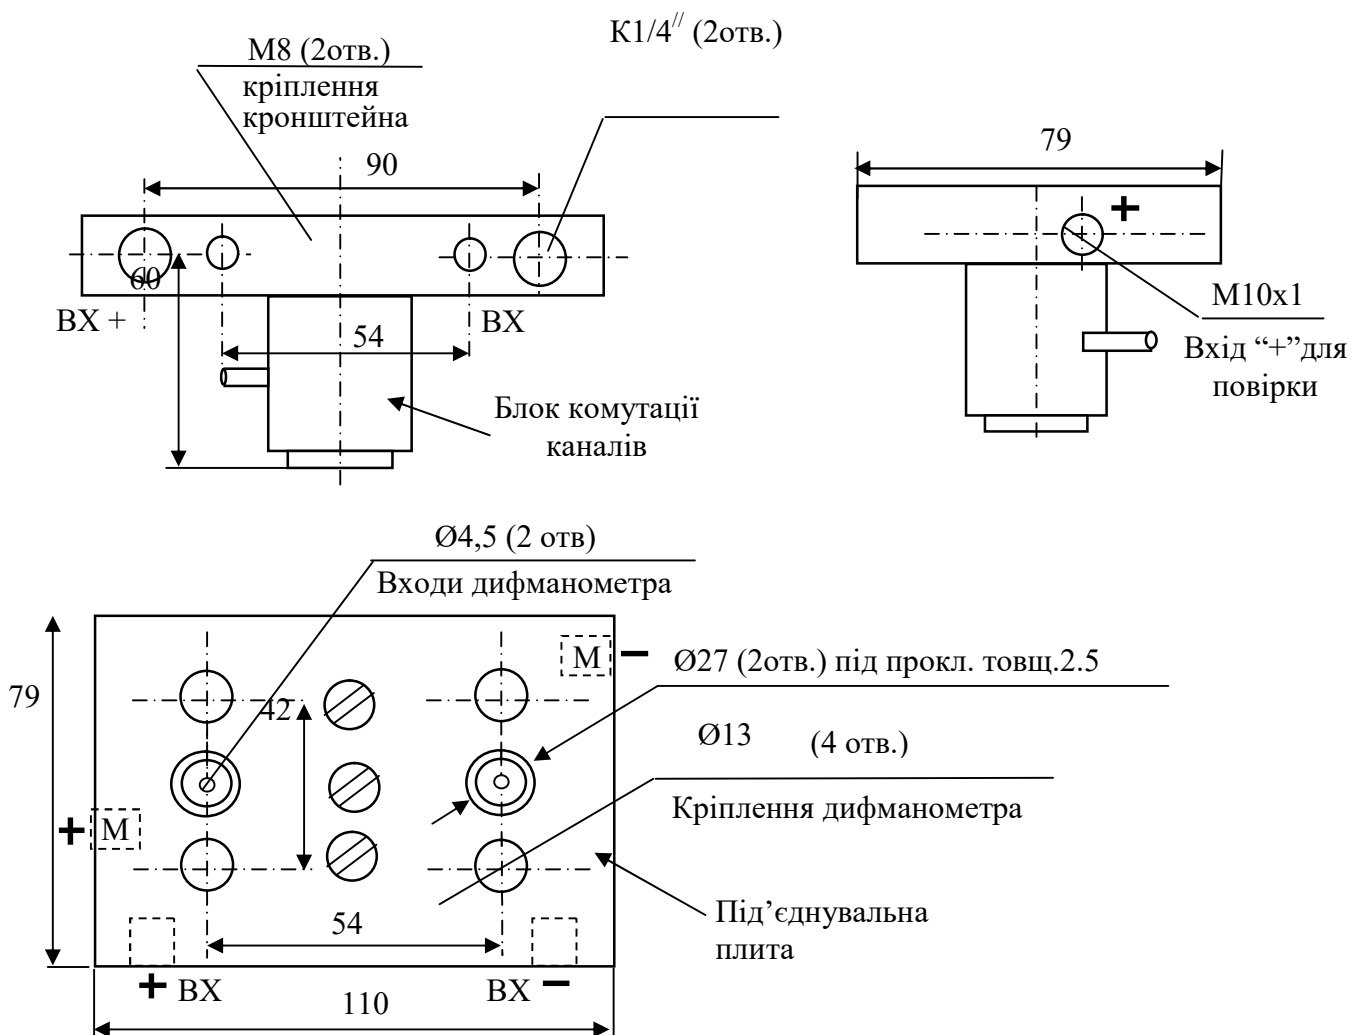 М8 (2отв.)
кріплення
кронштейна
К1/4// (2отв.)
90
60
ВХ +
ВХ
54
Блок комутації
каналів
79
+
М10х1
Вхід “+”для
повірки
Ø4,5 (2 отв)
Входи дифманометра
М −
Ø27 (2отв.) під прокл. товщ.2.5
79
42
Ø13 (4 отв.)
Кріплення дифманометра
+ М
54
Під’єднувальна
плита
+ ВХ
ВХ −
110